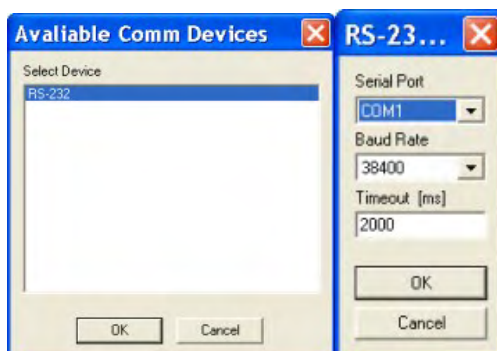 Avaliable Comm Devices
Select Device
RS-232
OK
Cancel
RS-23...
Serial Port
COM1
Baud Rate
38400
Timeout [ms]
2000
OK
Cancel